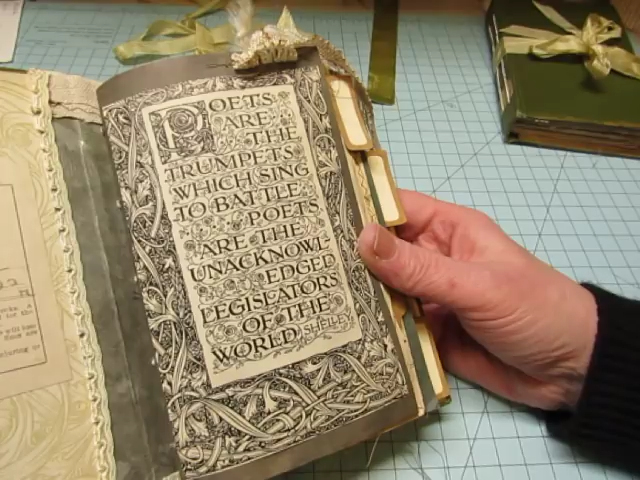 POETS
ARE
THE
TRUMPETS
WHICH SING
TO BATTLE
POETS
ARE THE
UNACKNOWL-
EDGED
LEGISLATORS
OF THE
WORLD SHELLEY